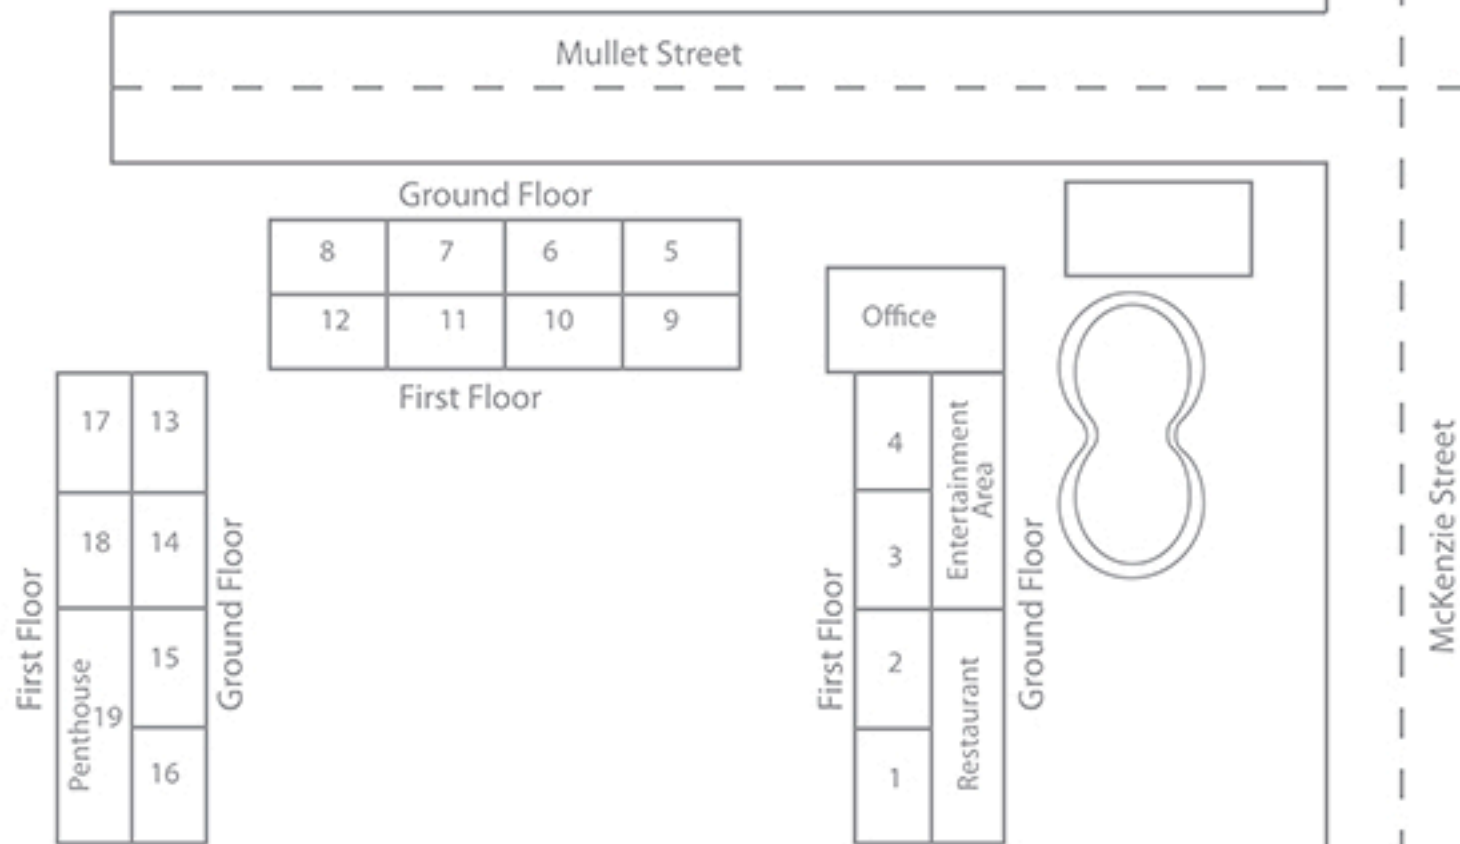 Mullet Street
Ground Floor
8 7 6 5
12 11 10 9
First Floor
Office
17 13
18 14
Penthouse 19
15
16
First Floor
Ground Floor
4
3
2
1
Entertainment
Area
Restaurant
First Floor
Ground Floor
McKenzie Street